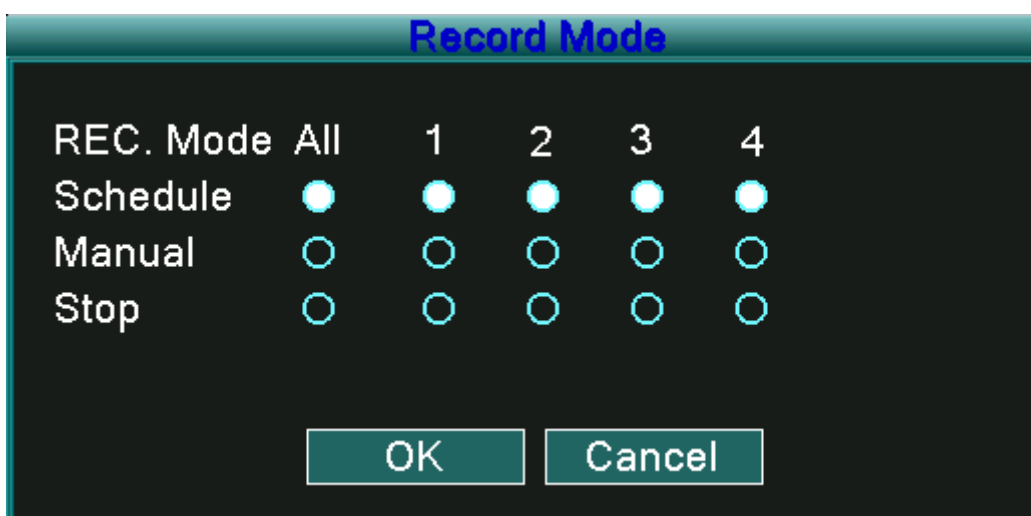 Record Mode
REC. Mode All 1 2 3 4
Schedule
Manual
Stop
OK Cancel